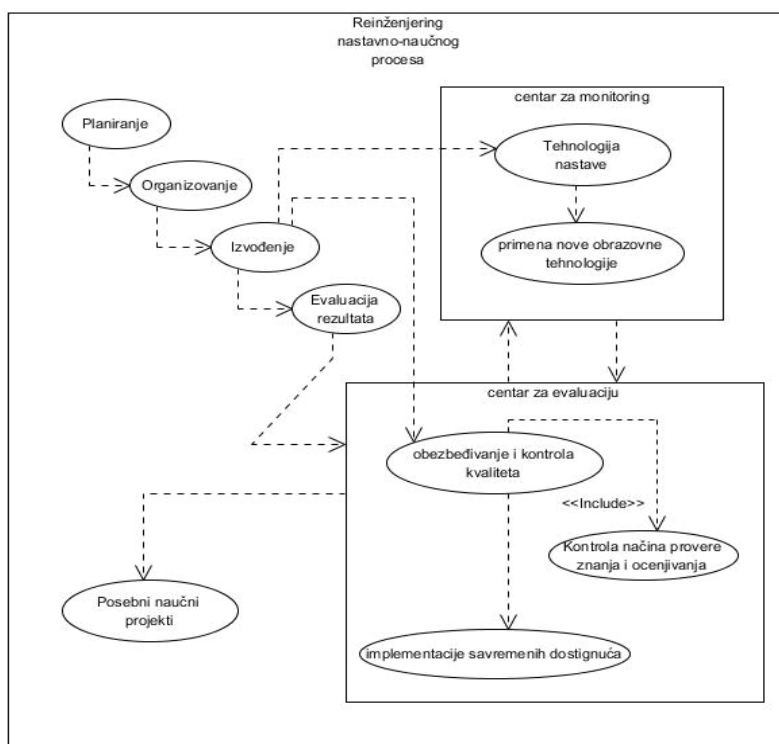 Reinženjering
nastavno-naučnog
procesa
centar za monitoring
Planiranje
Tehnologija
nastave
Organizovanje
Izvođenje
primena nove obrazovne
tehnologije
Evaluacija
rezultata
centar za evaluaciju
obezbeđivanje i kontrola
kvaliteta
<<Include>>
Kontrola načina provere
znanja i ocenjivanja
Posebni naučni
projekti
implementacije savremenih dostignuća